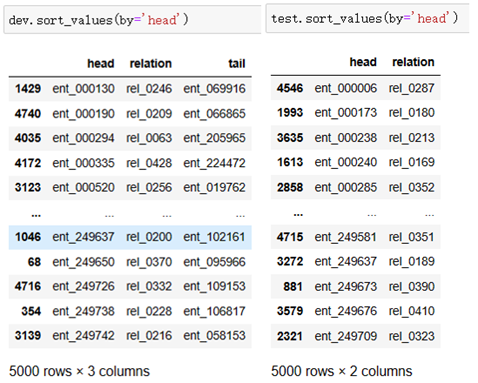 dev.sort_values(by='head')
head relation tail
1429 ent_000130 rel_0246 ent_069916
4740 ent_000190 rel_0209 ent_066865
4035 ent_000294 rel_0063 ent_205965
4172 ent_000335 rel_0428 ent_224472
3123 ent_000520 rel_0256 ent_019762
... ... ... ...
1046 ent_249637 rel_0200 ent_102161
68 ent_249650 rel_0370 ent_095966
4716 ent_249726 rel_0332 ent_109153
354 ent_249738 rel_0228 ent_106817
3139 ent_249742 rel_0216 ent_058153
5000 rows × 3 columns
test.sort_values(by='head')
head relation
4546 ent_000006 rel_0287
1993 ent_000173 rel_0180
3635 ent_000238 rel_0213
1613 ent_000240 rel_0169
2858 ent_000285 rel_0352
... ... ...
4715 ent_249581 rel_0351
3272 ent_249637 rel_0189
881 ent_249673 rel_0390
3579 ent_249676 rel_0410
2321 ent_249709 rel_0323
5000 rows × 2 columns